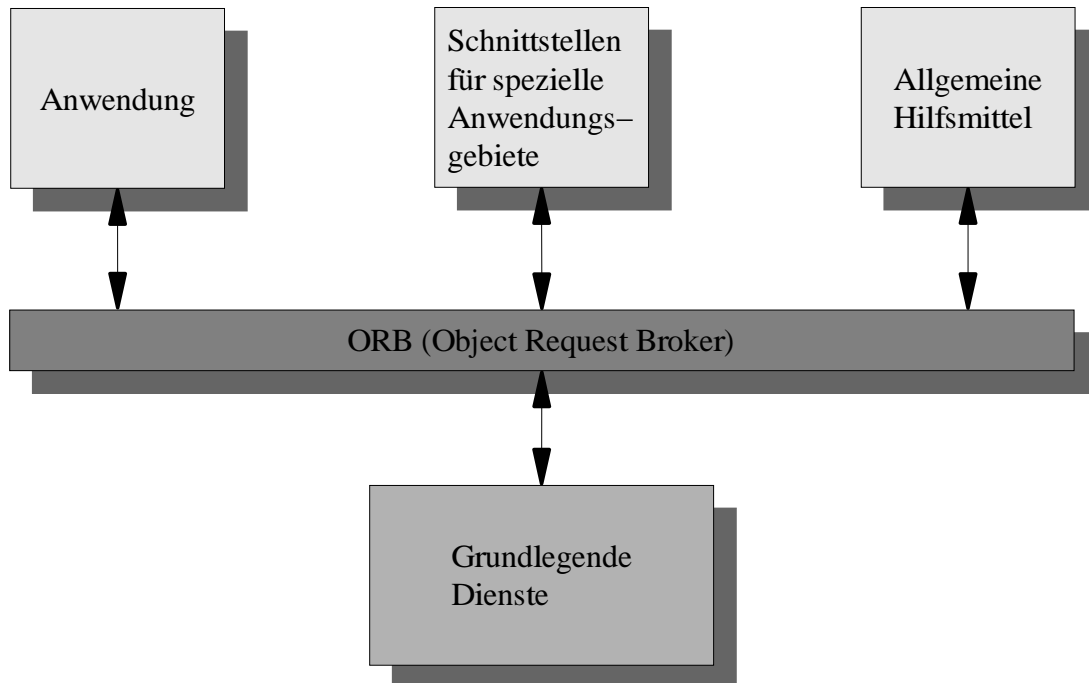 Anwendung
Schnittstellen
für spezielle
Anwendungs–
gebiete
Allgemeine
Hilfsmittel
ORB (Object Request Broker)
Grundlegende
Dienste